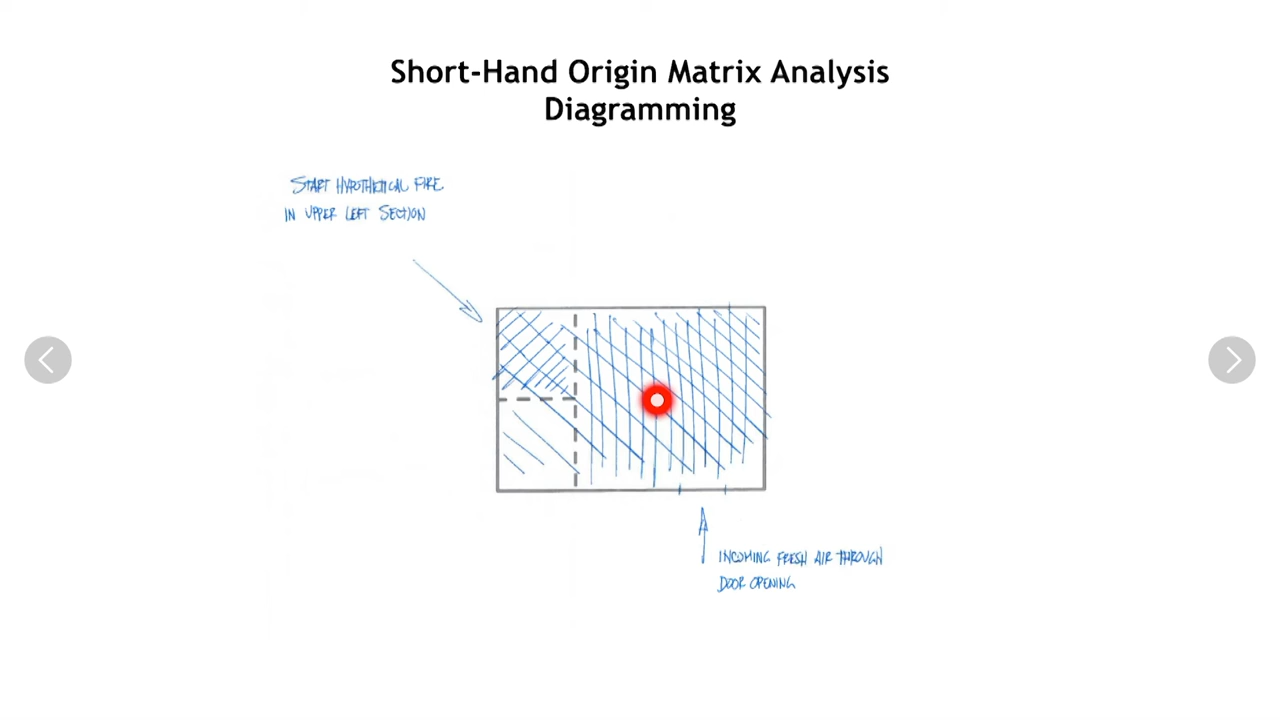 Short-Hand Origin Matrix Analysis
Diagramming
START HYPOTHETICAL FIRE
IN UPPER LEFT SECTION
INCOMING FRESH AIR THROUGH
DOOR OPENING